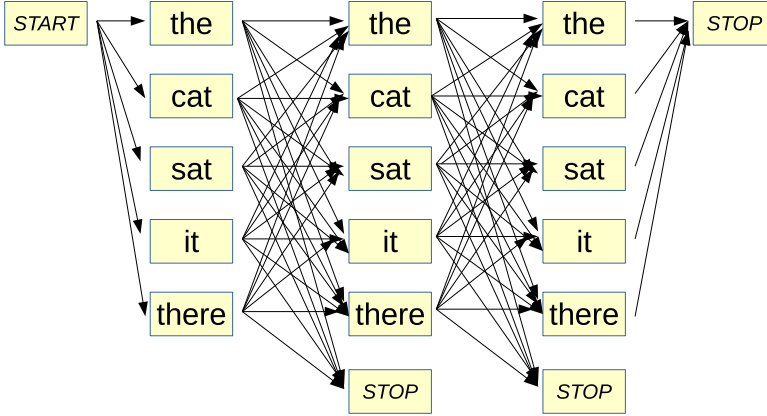 START the the the STOP
cat cat cat
sat sat sat
it it it
there there there
STOP STOP